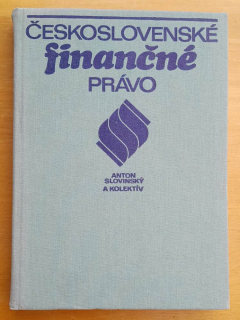 ČESKOSLOVENSKÉ
finančné
PRÁVO
ANTON
SLOVINSKÝ
A KOLEKTÍV